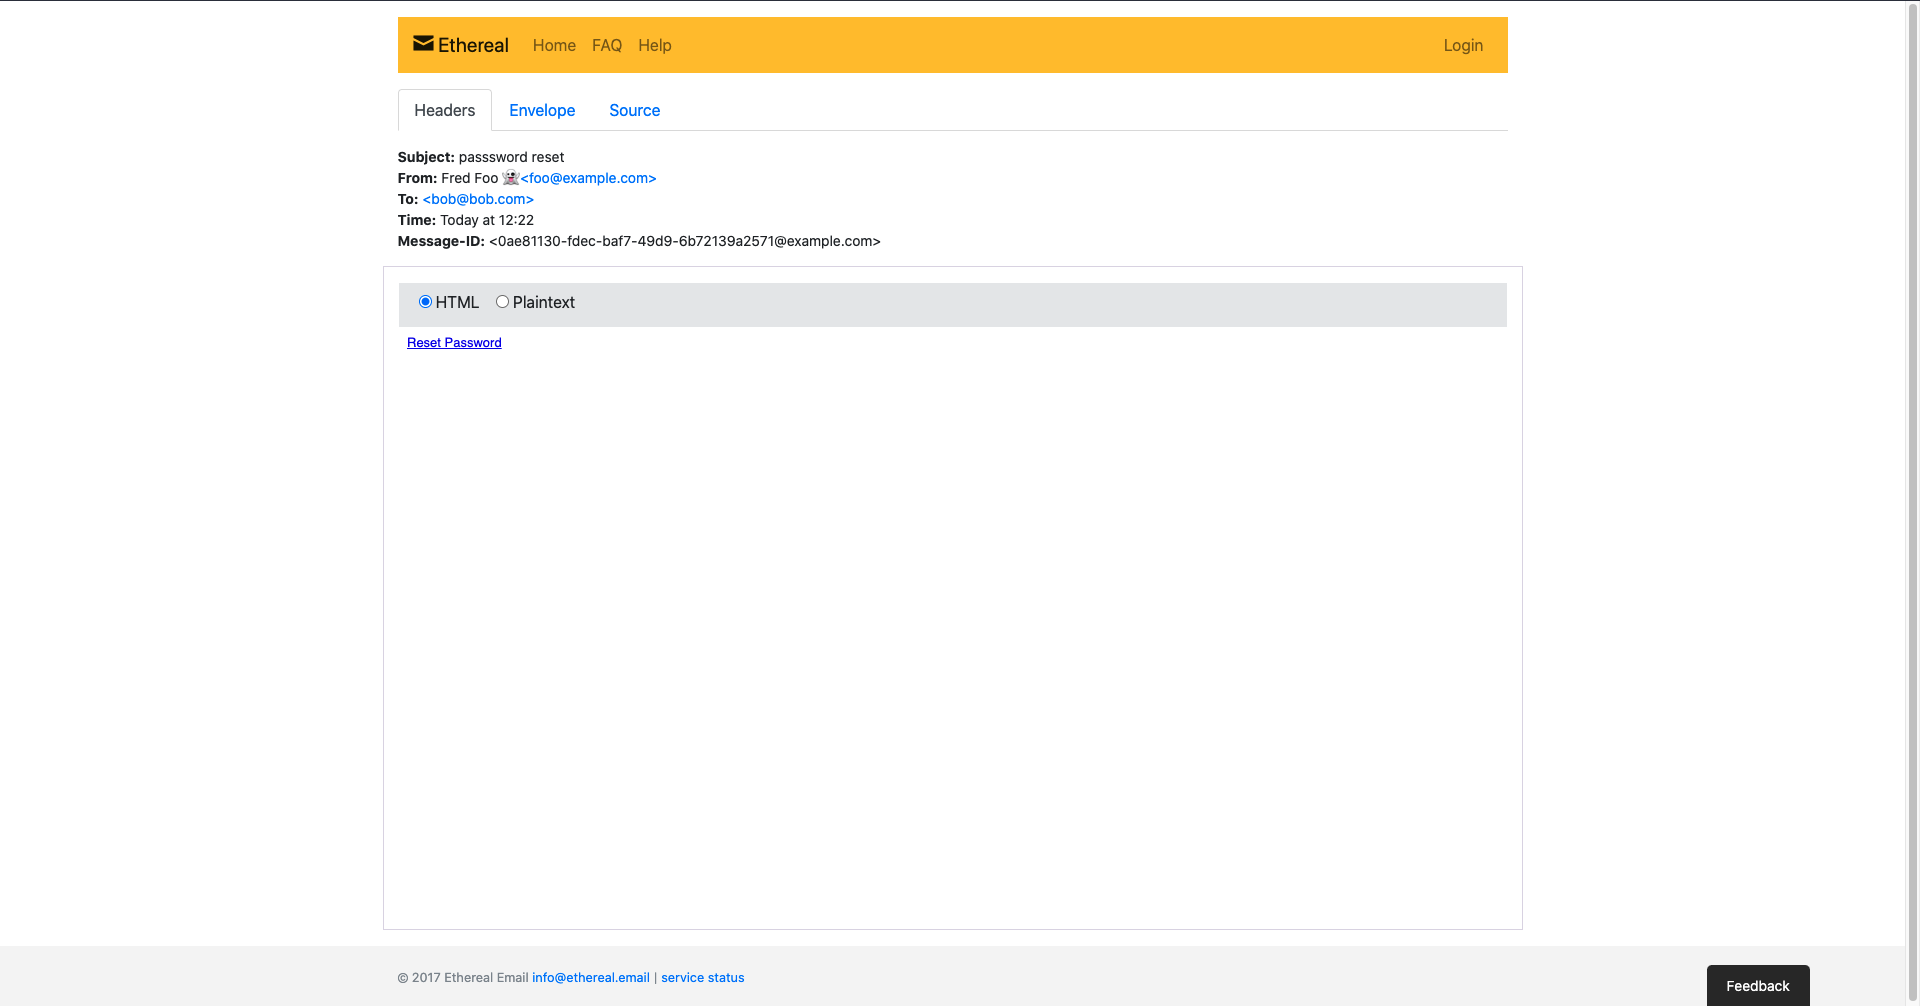 Ethereal Home FAQ Help Login
Headers Envelope Source
Subject: passsword reset
From: Fred Foo 👻<foo@example.com>
To: <bob@bob.com>
Time: Today at 12:22
Message-ID: <0ae81130-fdec-baf7-49d9-6b72139a2571@example.com>
HTML Plaintext
Reset Password
© 2017 Ethereal Email info@ethereal.email | service status
Feedback